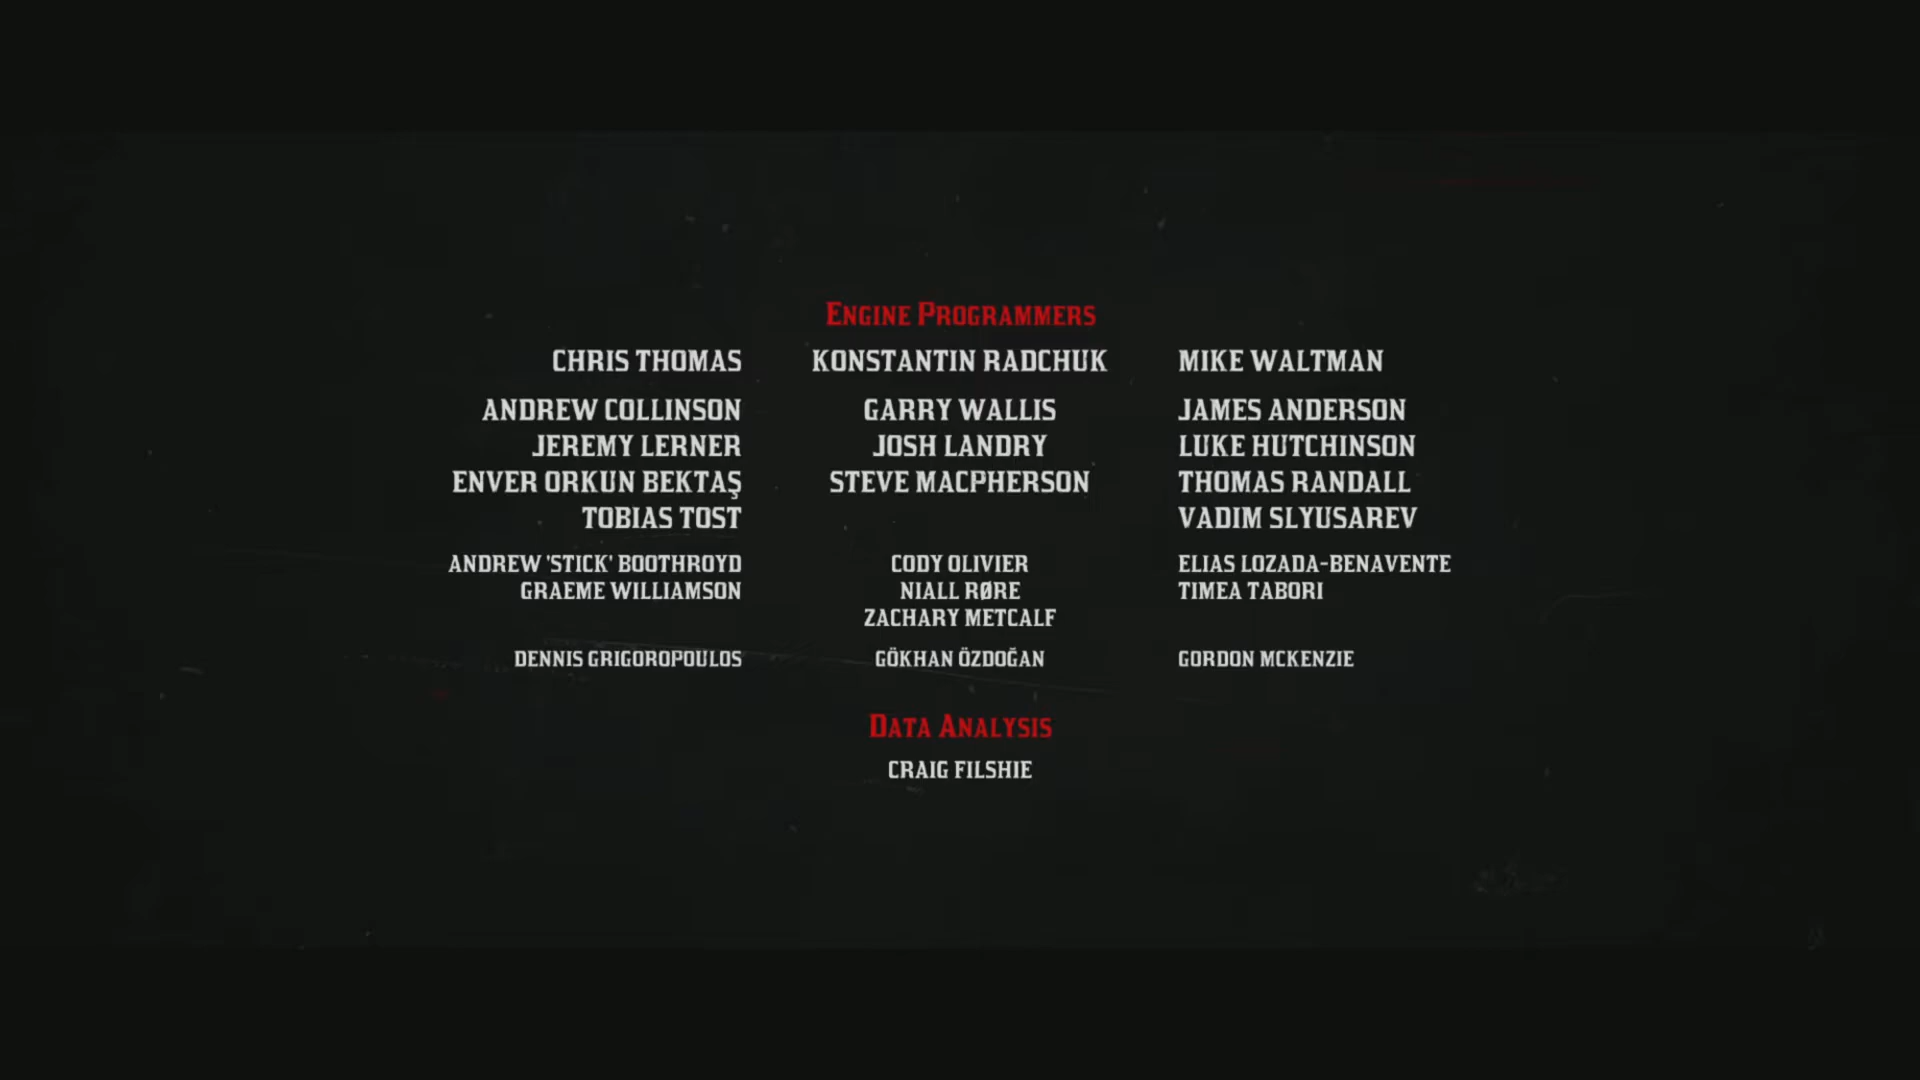 ENGINE PROGRAMMERS
CHRIS THOMAS KONSTANTIN RADCHUK MIKE WALTMAN
ANDREW COLLINSON GARRY WALLIS JAMES ANDERSON
JEREMY LERNER JOSH LANDRY LUKE HUTCHINSON
ENVER ORKUN BEKTAŞ STEVE MACPHERSON THOMAS RANDALL
TOBIAS TOST VADIM SLYUSAREV
ANDREW 'STICK' BOOTHROYD CODY OLIVIER ELIAS LOZADA-BENAVENTE
GRAEME WILLIAMSON NIALL RØRE TIMEA TABORI
ZACHARY METCALF
DENNIS GRIGOROPOULOS GÖKHAN ÖZDOĞAN GORDON MCKENZIE
DATA ANALYSIS
CRAIG FILSHIE